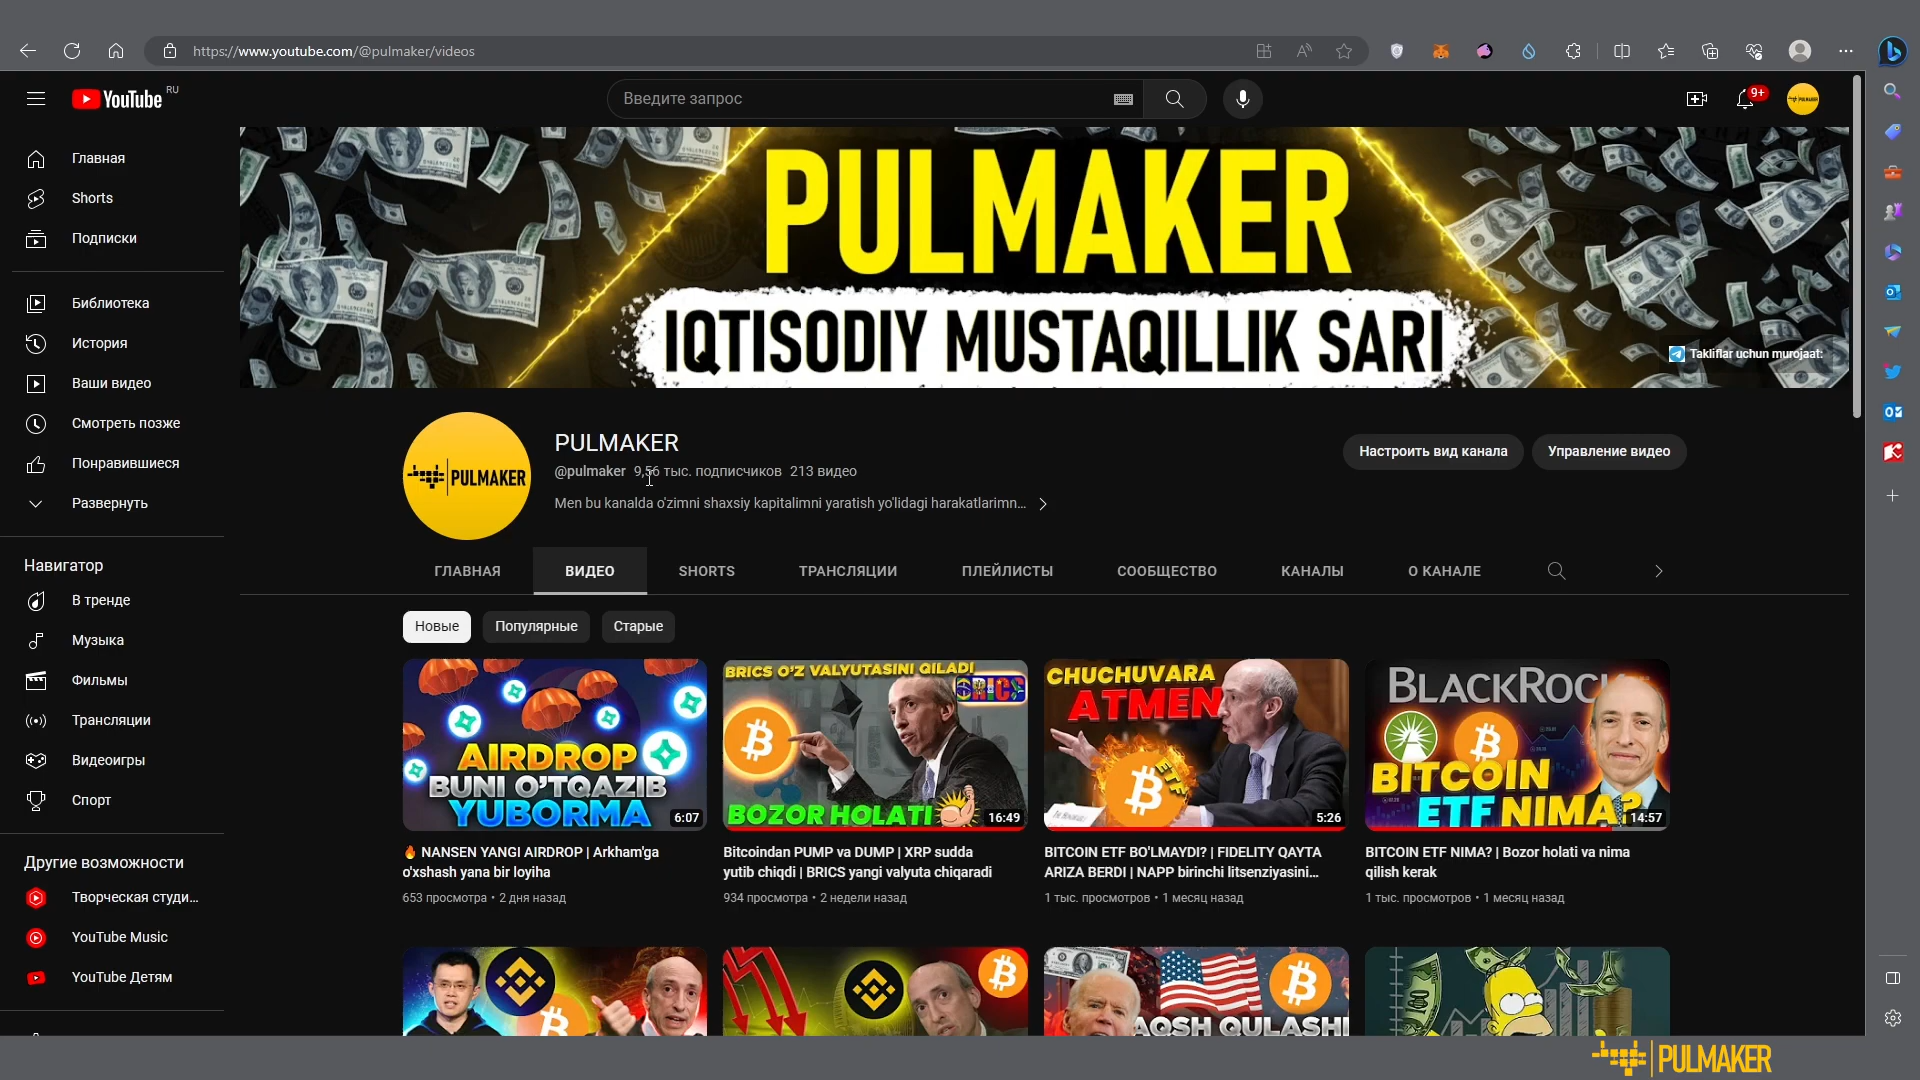 https://www.youtube.com/@pulmaker/videos
YouTube RU
Введите запрос
9+
Главная
Shorts
Подписки
Библиотека
История
Ваши видео
Смотреть позже
Понравившиеся
Развернуть
Навигатор
В тренде
Музыка
Фильмы
Трансляции
Видеоигры
Спорт
Другие возможности
Творческая студи...
YouTube Music
YouTube Детям
PULMAKER
IQTISODIY MUSTAQILLIK SARI
Takliflar uchun murojaat:
PULMAKER
PULMAKER
@pulmaker 9,56 тыс. подписчиков 213 видео
Men bu kanalda o'zimni shaxsiy kapitalimni yaratish yo'lidagi harakatlarimn...
Настроить вид канала
Управление видео
ГЛАВНАЯ
ВИДЕО
SHORTS
ТРАНСЛЯЦИИ
ПЛЕЙЛИСТЫ
СООБЩЕСТВО
КАНАЛЫ
О КАНАЛЕ
Новые
Популярные
Старые
AIRDROP
BUNI O'TQAZIB
YUBORMA
6:07
🔥 NANSEN YANGI AIRDROP | Arkham'ga
o'xshash yana bir loyiha
653 просмотра • 2 дня назад
BRICS O'Z VALYUTASINI QILADI
BRICS
BOZOR HOLATI
16:49
Bitcoindan PUMP va DUMP | XRP sudda
yutib chiqdi | BRICS yangi valyuta chiqaradi
934 просмотра • 2 недели назад
CHUCHUVARA
ATMEN
ETF
5:26
BITCOIN ETF BO'LMAYDI? | FIDELITY QAYTA
ARIZA BERDI | NAPP birinchi litsenziyasini...
1 тыс. просмотров • 1 месяц назад
BLACKROCK
BITCOIN
ETF NIMA?
14:57
BITCOIN ETF NIMA? | Bozor holati va nima
qilish kerak
1 тыс. просмотров • 1 месяц назад
AQSH QULASHI
PULMAKER